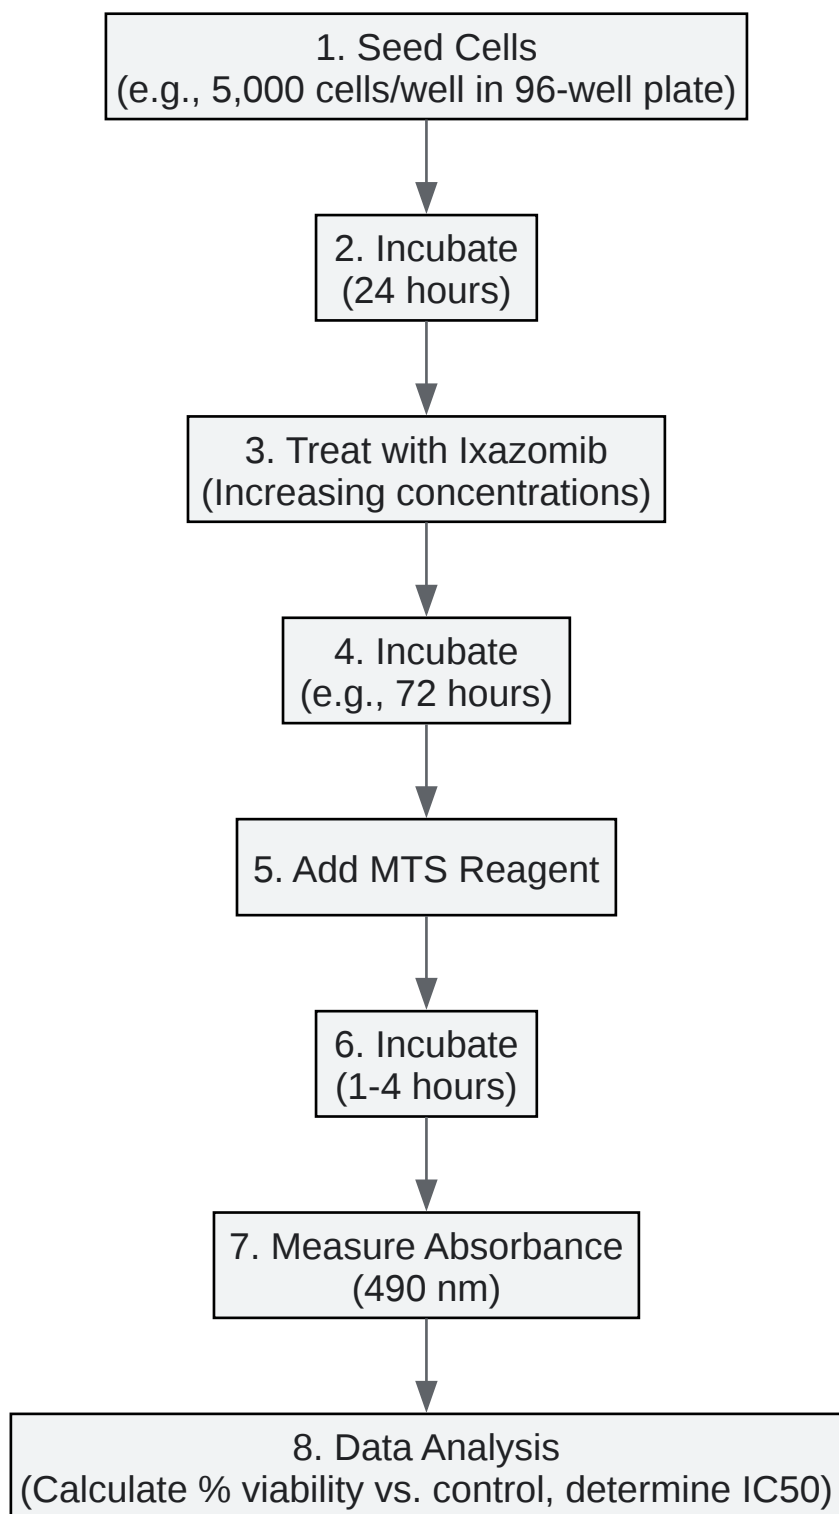 1. Seed Cells
(e.g., 5,000 cells/well in 96-well plate)
2. Incubate
(24 hours)
3. Treat with Ixazomib
(Increasing concentrations)
4. Incubate
(e.g., 72 hours)
5. Add MTS Reagent
6. Incubate
(1-4 hours)
7. Measure Absorbance
(490 nm)
8. Data Analysis
(Calculate % viability vs. control, determine IC50)